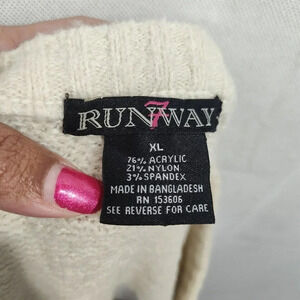 RUNWAY 7
XL
76% ACRYLIC
21% NYLON
3% SPANDEX
MADE IN BANGLADESH
RN 153606
SEE REVERSE FOR CARE